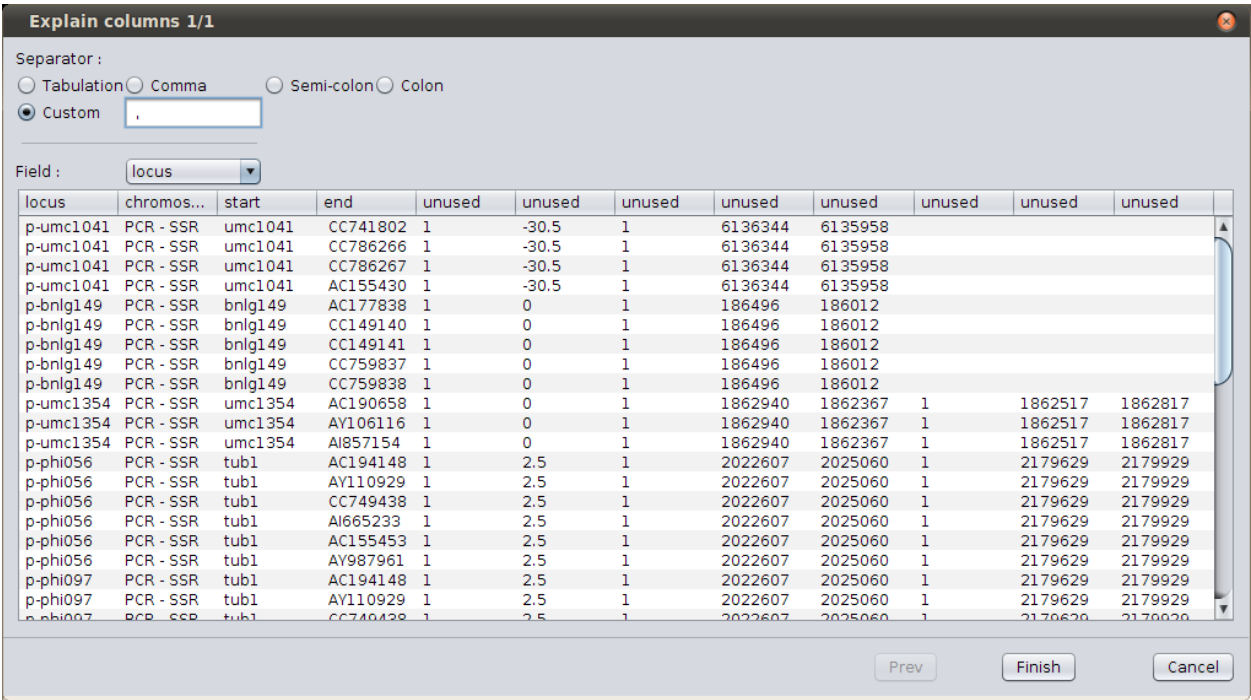 Explain columns 1/1
Separator :
Tabulation Comma Semi-colon Colon
Custom ,
Field : locus
locus chromos... start end unused unused unused unused unused unused unused unused
p-umc1041 PCR - SSR umc1041 CC741802 1 -30.5 1 6136344 6135958
p-umc1041 PCR - SSR umc1041 CC786266 1 -30.5 1 6136344 6135958
p-umc1041 PCR - SSR umc1041 CC786267 1 -30.5 1 6136344 6135958
p-umc1041 PCR - SSR umc1041 AC155430 1 -30.5 1 6136344 6135958
p-bnlg149 PCR - SSR bnlg149 AC177838 1 0 1 186496 186012
p-bnlg149 PCR - SSR bnlg149 CC149140 1 0 1 186496 186012
p-bnlg149 PCR - SSR bnlg149 CC149141 1 0 1 186496 186012
p-bnlg149 PCR - SSR bnlg149 CC759837 1 0 1 186496 186012
p-bnlg149 PCR - SSR bnlg149 CC759838 1 0 1 186496 186012
p-umc1354 PCR - SSR umc1354 AC190658 1 0 1 1862940 1862367 1 1862517 1862817
p-umc1354 PCR - SSR umc1354 AY106116 1 0 1 1862940 1862367 1 1862517 1862817
p-umc1354 PCR - SSR umc1354 AI857154 1 0 1 1862940 1862367 1 1862517 1862817
p-phi056 PCR - SSR tub1 AC194148 1 2.5 1 2022607 2025060 1 2179629 2179929
p-phi056 PCR - SSR tub1 AY110929 1 2.5 1 2022607 2025060 1 2179629 2179929
p-phi056 PCR - SSR tub1 CC749438 1 2.5 1 2022607 2025060 1 2179629 2179929
p-phi056 PCR - SSR tub1 AI665233 1 2.5 1 2022607 2025060 1 2179629 2179929
p-phi056 PCR - SSR tub1 AC155453 1 2.5 1 2022607 2025060 1 2179629 2179929
p-phi056 PCR - SSR tub1 AY987961 1 2.5 1 2022607 2025060 1 2179629 2179929
p-phi097 PCR - SSR tub1 AC194148 1 2.5 1 2022607 2025060 1 2179629 2179929
p-phi097 PCR - SSR tub1 AY110929 1 2.5 1 2022607 2025060 1 2179629 2179929
p-phi097 PCR - SSR tub1 CC749438 1 2.5 1 2022607 2025060 1 2179629 2179929
Prev Finish Cancel